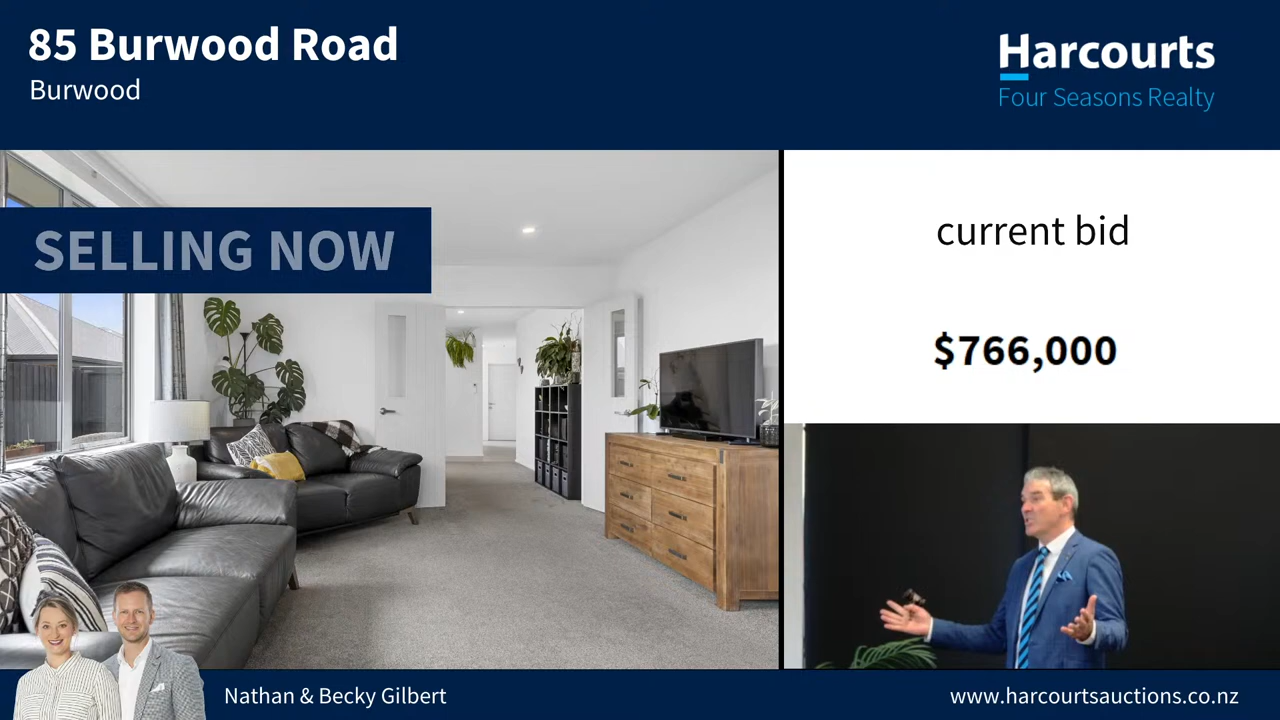 85 Burwood Road
Burwood
Harcourts
Four Seasons Realty
SELLING NOW
current bid
$766,000
Nathan & Becky Gilbert
www.harcourtsauctions.co.nz